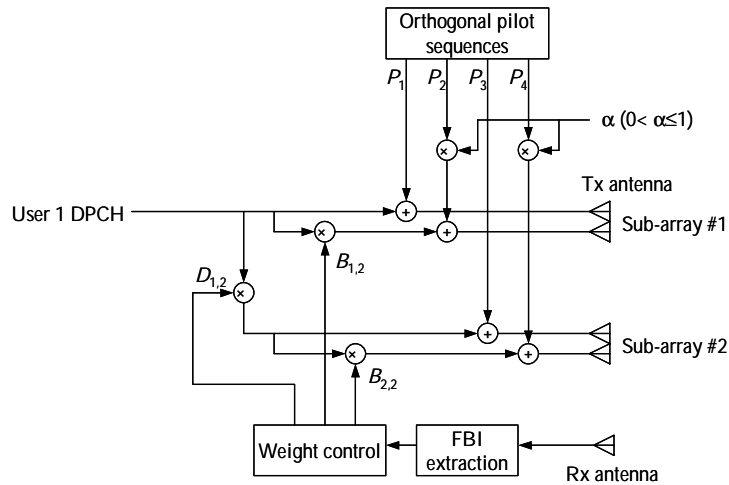 Orthogonal pilot
sequences
P1 P2 P3 P4
α (0< α≤1)
× ×
Tx antenna
User 1 DPCH
+
Sub-array #1
× +
B1,2
D1,2
×
+
Sub-array #2
× +
B2,2
Weight control
FBI
extraction
Rx antenna